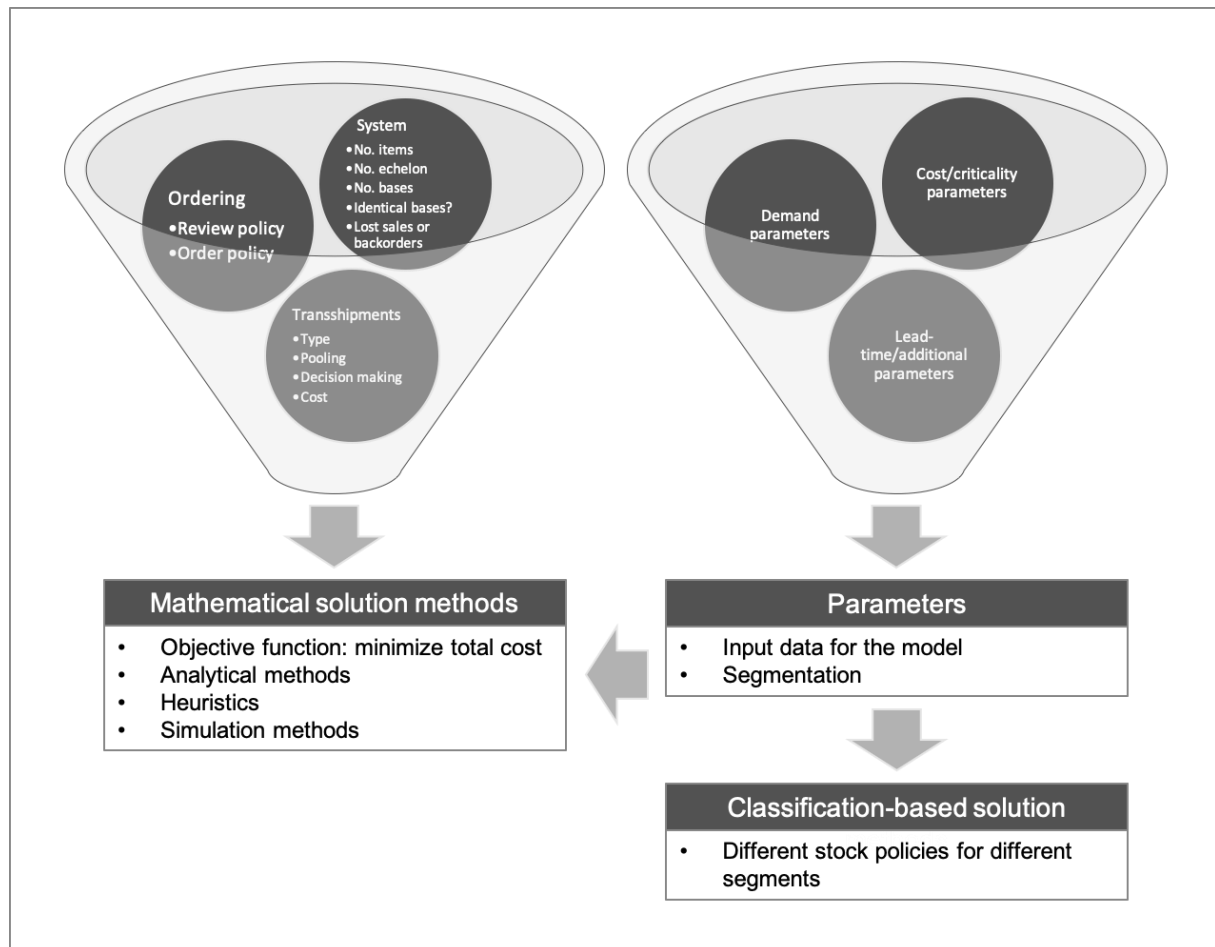 System
•No. items
•No. echelon
•No. bases
•Identical bases?
•Lost sales or
backorders
Ordering
•Review policy
•Order policy
Transshipments
•Type
•Pooling
•Decision making
•Cost
Cost/criticality
parameters
Demand
parameters
Lead-
time/additional
parameters
Mathematical solution methods
• Objective function: minimize total cost
• Analytical methods
• Heuristics
• Simulation methods
Parameters
• Input data for the model
• Segmentation
Classification-based solution
• Different stock policies for different
segments